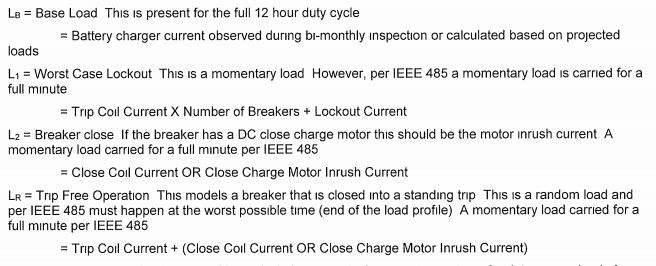 LB = Base Load This is present for the full 12 hour duty cycle
= Battery charger current observed during bi-monthly inspection or calculated based on projected
loads
L1 = Worst Case Lockout This is a momentary load However, per IEEE 485 a momentary load is carried for a
full minute
= Trip Coil Current X Number of Breakers + Lockout Current
L2 = Breaker close If the breaker has a DC close charge motor this should be the motor inrush current A
momentary load carried for a full minute per IEEE 485
= Close Coil Current OR Close Charge Motor Inrush Current
LR = Trip Free Operation This models a breaker that is closed into a standing trip This is a random load and
per IEEE 485 must happen at the worst possible time (end of the load profile) A momentary load carried for a
full minute per IEEE 485
= Trip Coil Current + (Close Coil Current OR Close Charge Motor Inrush Current)